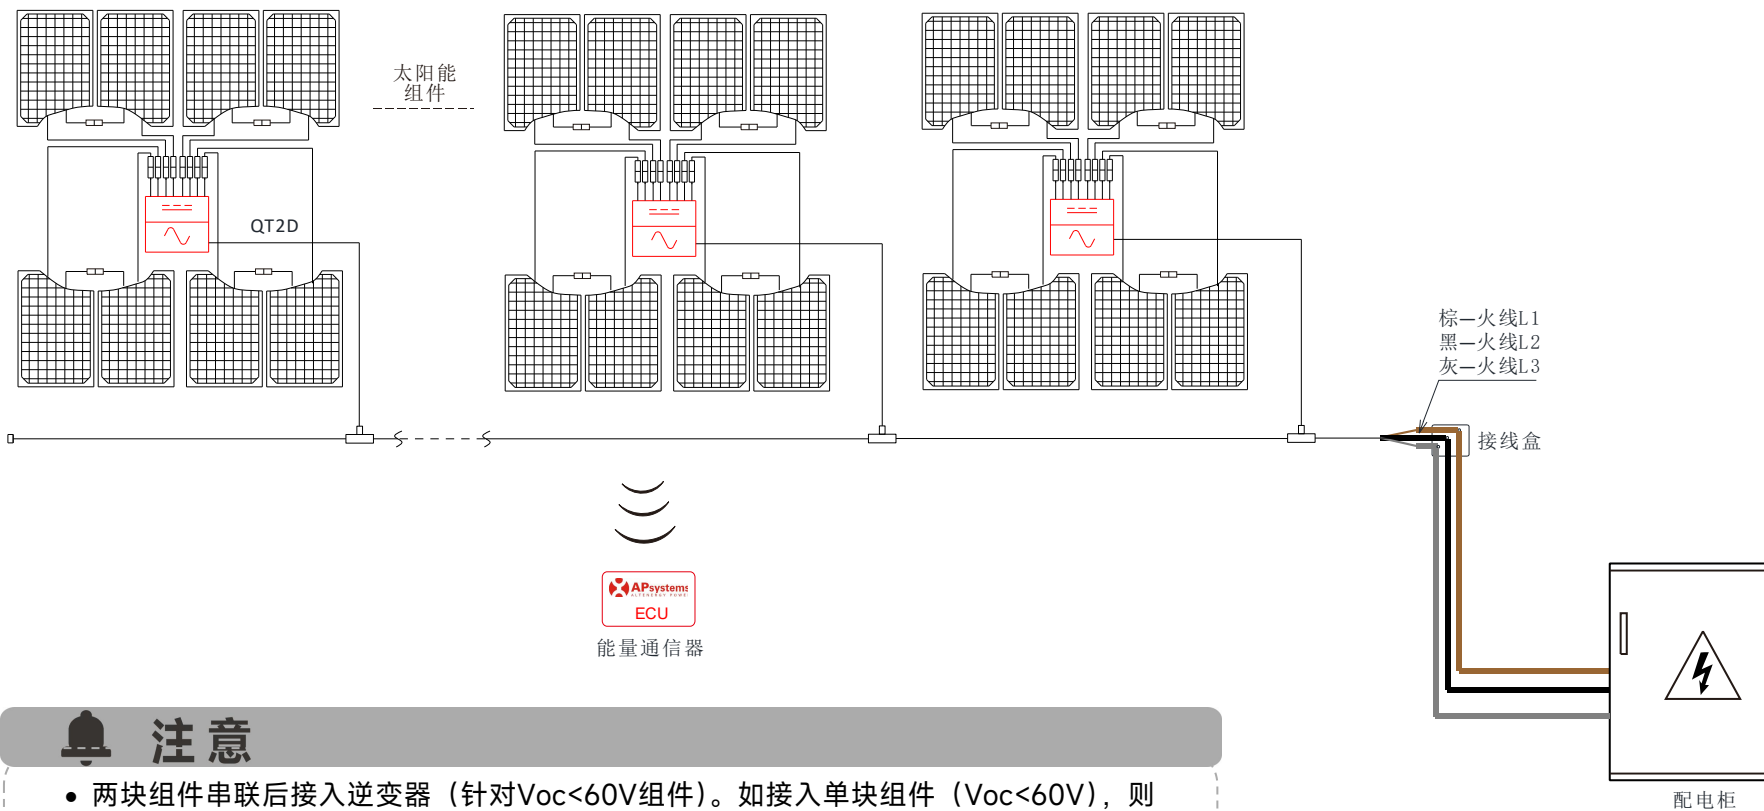 太阳能
组件
QT2D
棕—火线L1
黑—火线L2
灰—火线L3
接线盒
APsystems
ALTENERGY POWER
ECU
能量通信器
注意
• 两块组件串联后接入逆变器（针对Voc<60V组件）。如接入单块组件（Voc<60V），则
配电柜